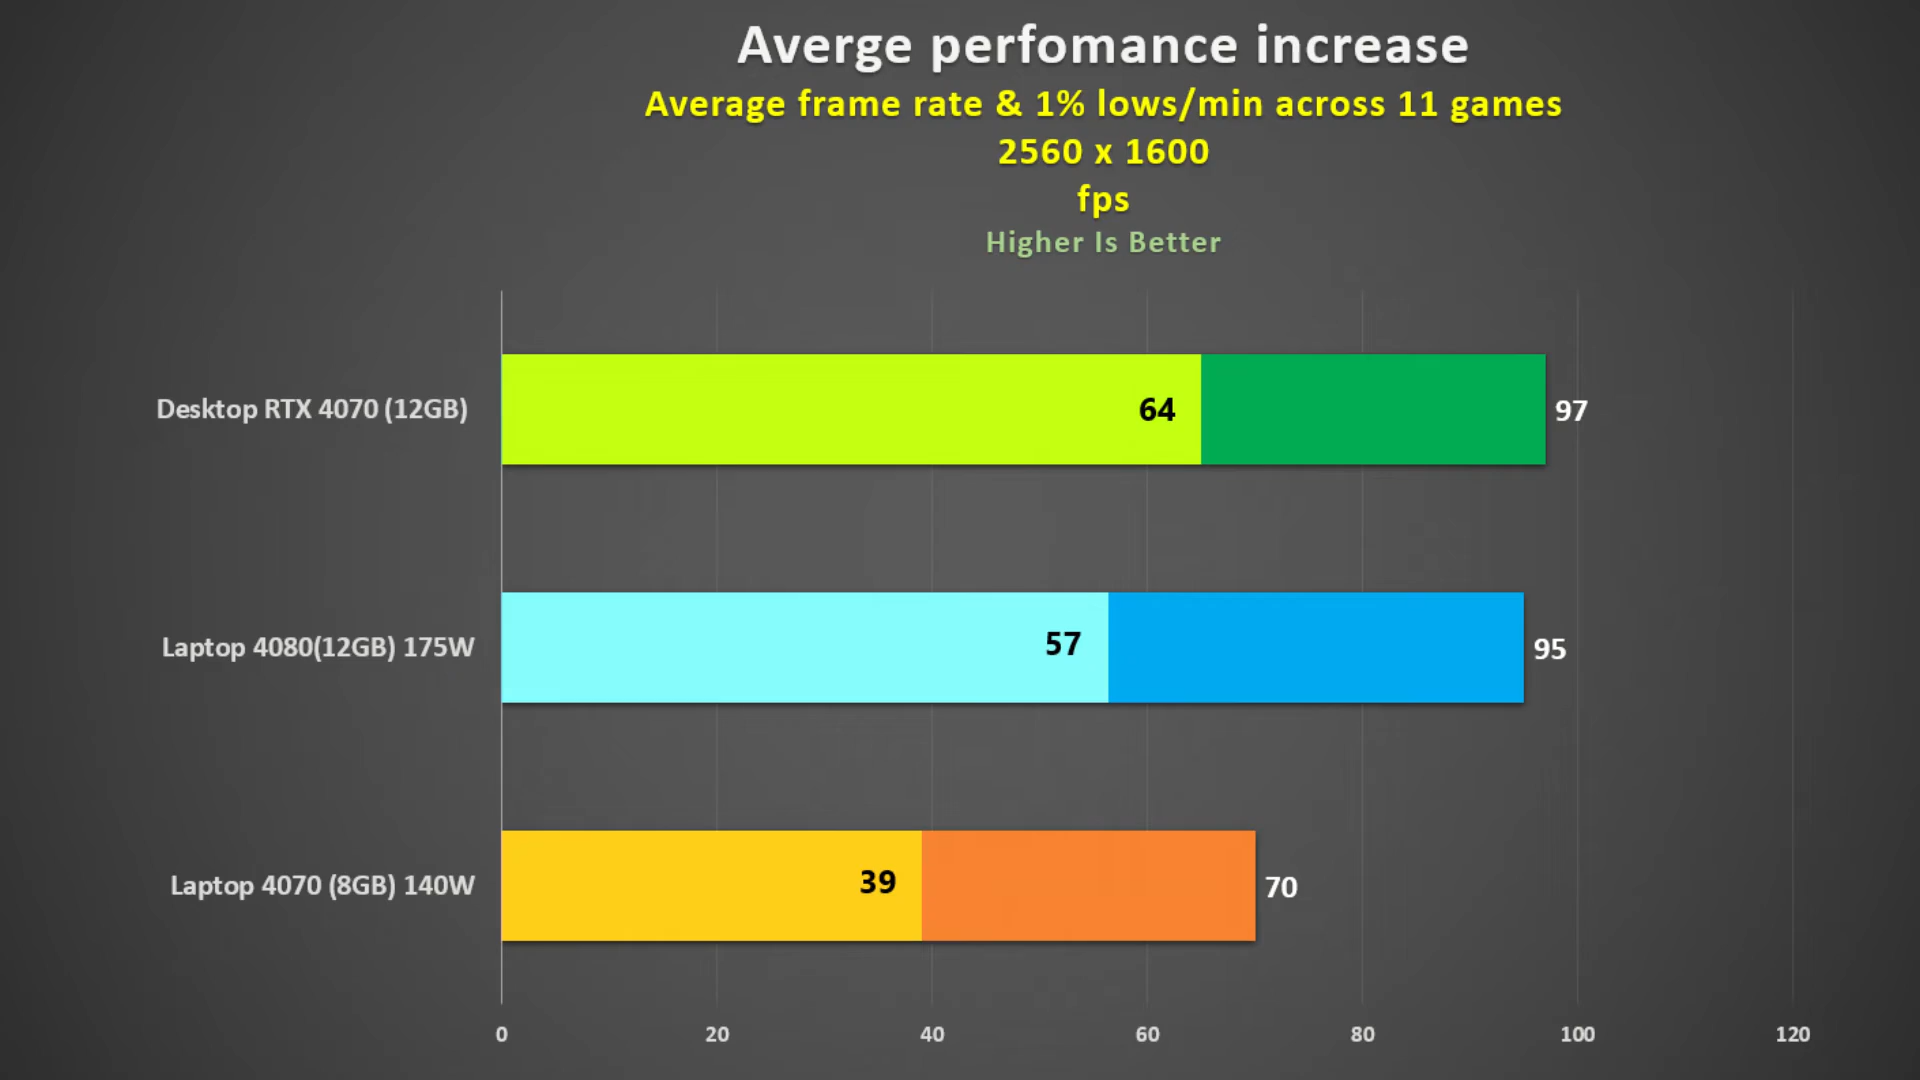 Averge perfomance increase
Average frame rate & 1% lows/min across 11 games
2560 x 1600
fps
Higher Is Better
Desktop RTX 4070 (12GB)
64
97
Laptop 4080(12GB) 175W
57
95
Laptop 4070 (8GB) 140W
39
70
0 20 40 60 80 100 120